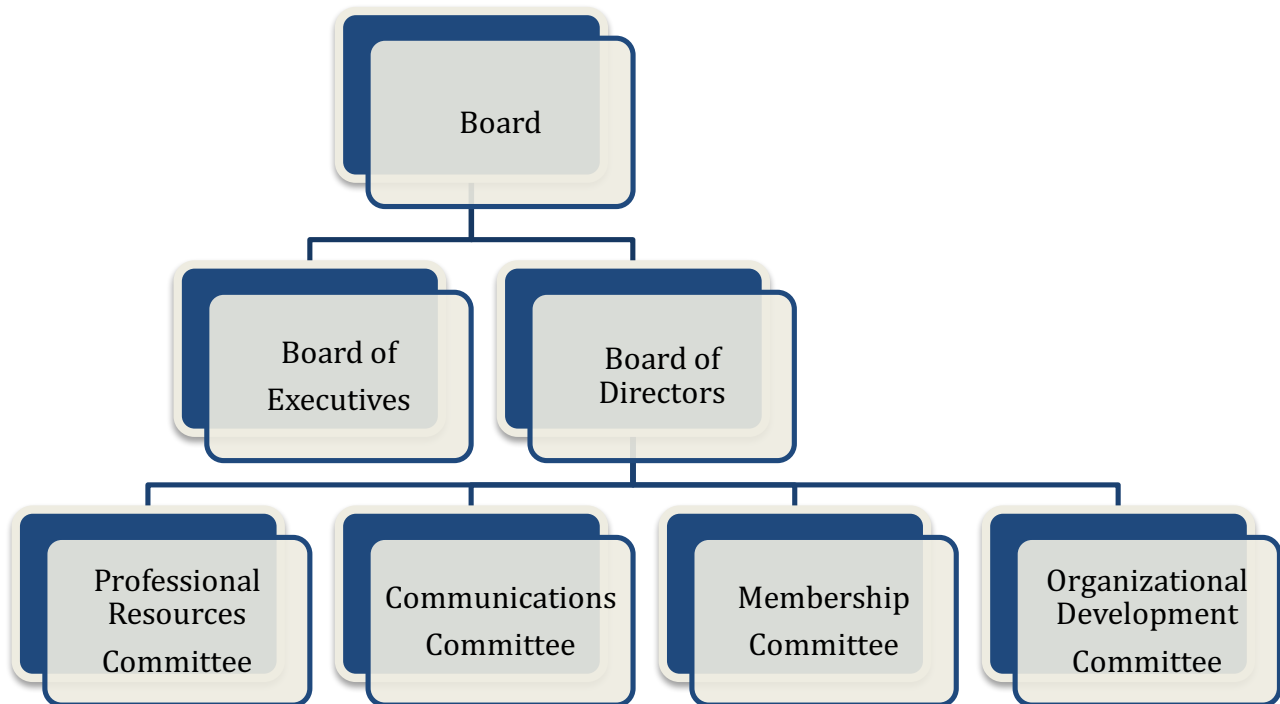 Board
Board of
Executives
Board of
Directors
Professional
Resources
Committee
Communications
Committee
Membership
Committee
Organizational
Development
Committee